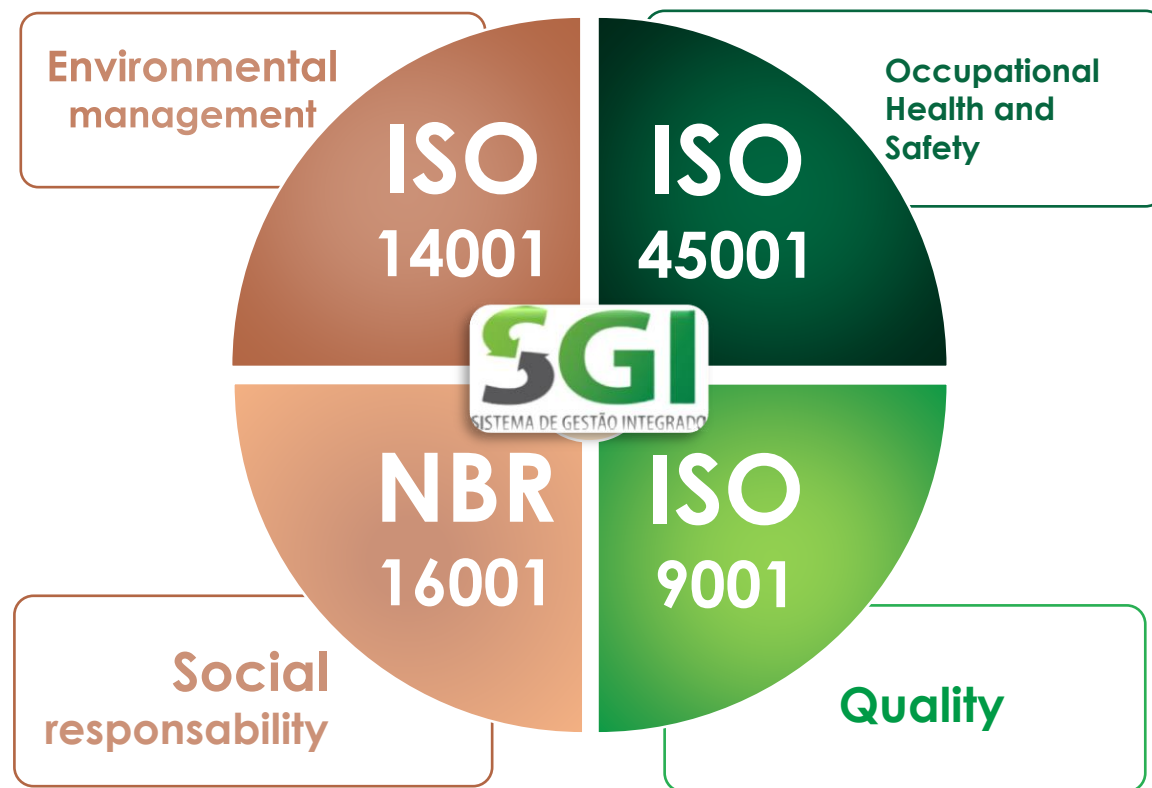 Environmental
management
ISO
14001
ISO
45001
Occupational
Health and
Safety
SGI
SISTEMA DE GESTÃO INTEGRADO
NBR
16001
ISO
9001
Social
responsability
Quality